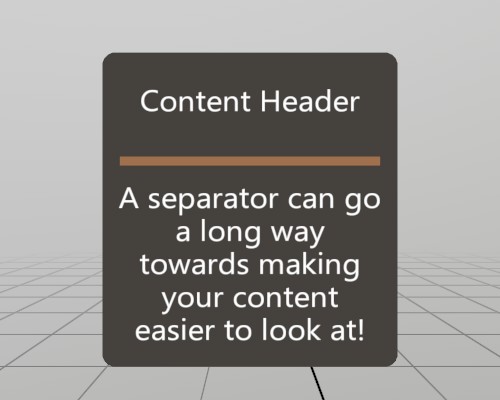 Content Header
A separator can go
a long way
towards making
your content
easier to look at!